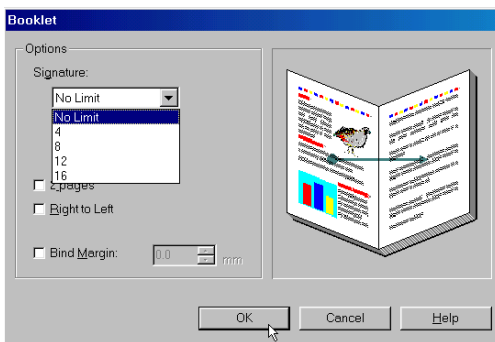 Booklet
Options
Signature:
No Limit
No Limit
4
8
12
16
2 pages
Right to Left
Bind Margin:
0.0
mm
OK
Cancel
Help